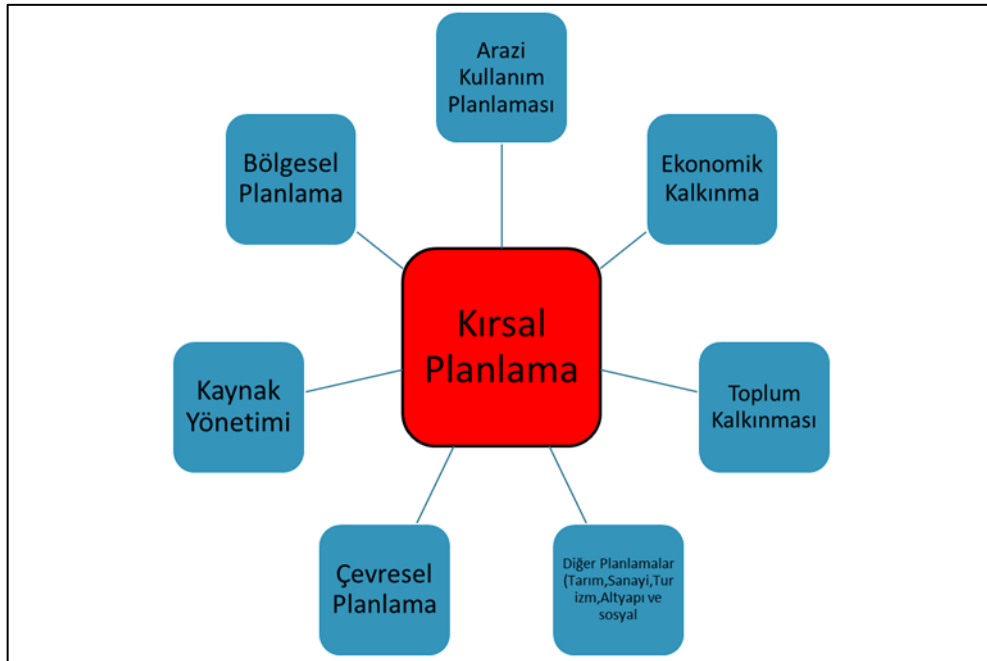 Arazi
Kullanım
Planlaması
Bölgesel
Planlama
Ekonomik
Kalkınma
Kırsal
Planlama
Kaynak
Yönetimi
Toplum
Kalkınması
Çevresel
Planlama
Diğer Planlamalar
(Tarım,Sanayi,Tur
izm,Altyapı ve
sosyal